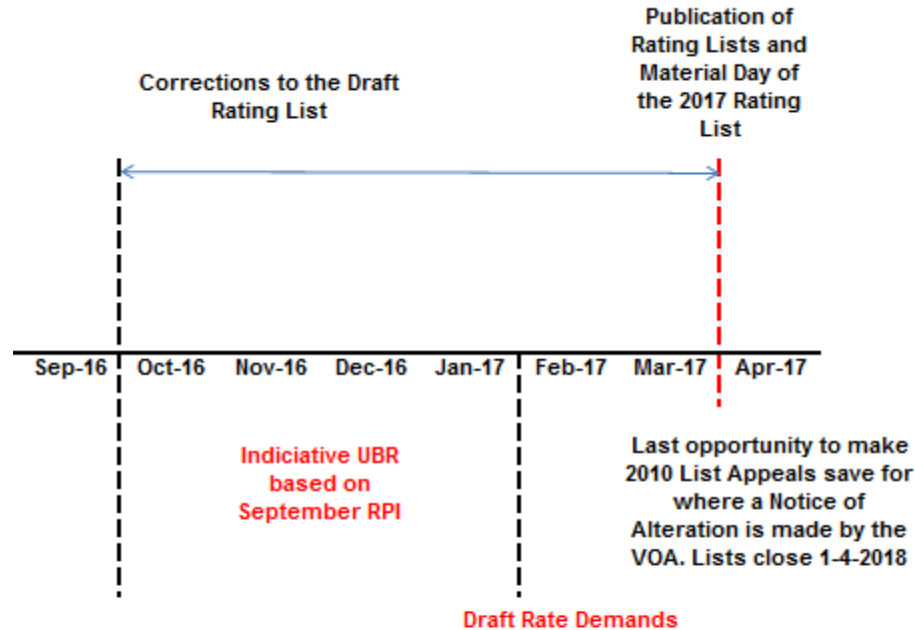 Publication of
Rating Lists and
Material Day of
the 2017 Rating
List
Corrections to the Draft
Rating List
Sep-16 Oct-16 Nov-16 Dec-16 Jan-17 Feb-17 Mar-17 Apr-17
Indiciative UBR
based on
September RPI
Last opportunity to make
2010 List Appeals save for
where a Notice of
Alteration is made by the
VOA. Lists close 1-4-2018
Draft Rate Demands